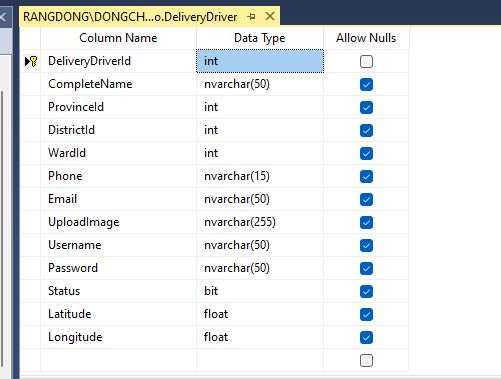 RANGDONG\DONGCH...o.DeliveryDriver
Column Name Data Type Allow Nulls
DeliveryDriverId int
CompleteName nvarchar(50)
ProvinceId int
DistrictId int
WardId int
Phone nvarchar(15)
Email nvarchar(50)
UploadImage nvarchar(255)
Username nvarchar(50)
Password nvarchar(50)
Status bit
Latitude float
Longitude float